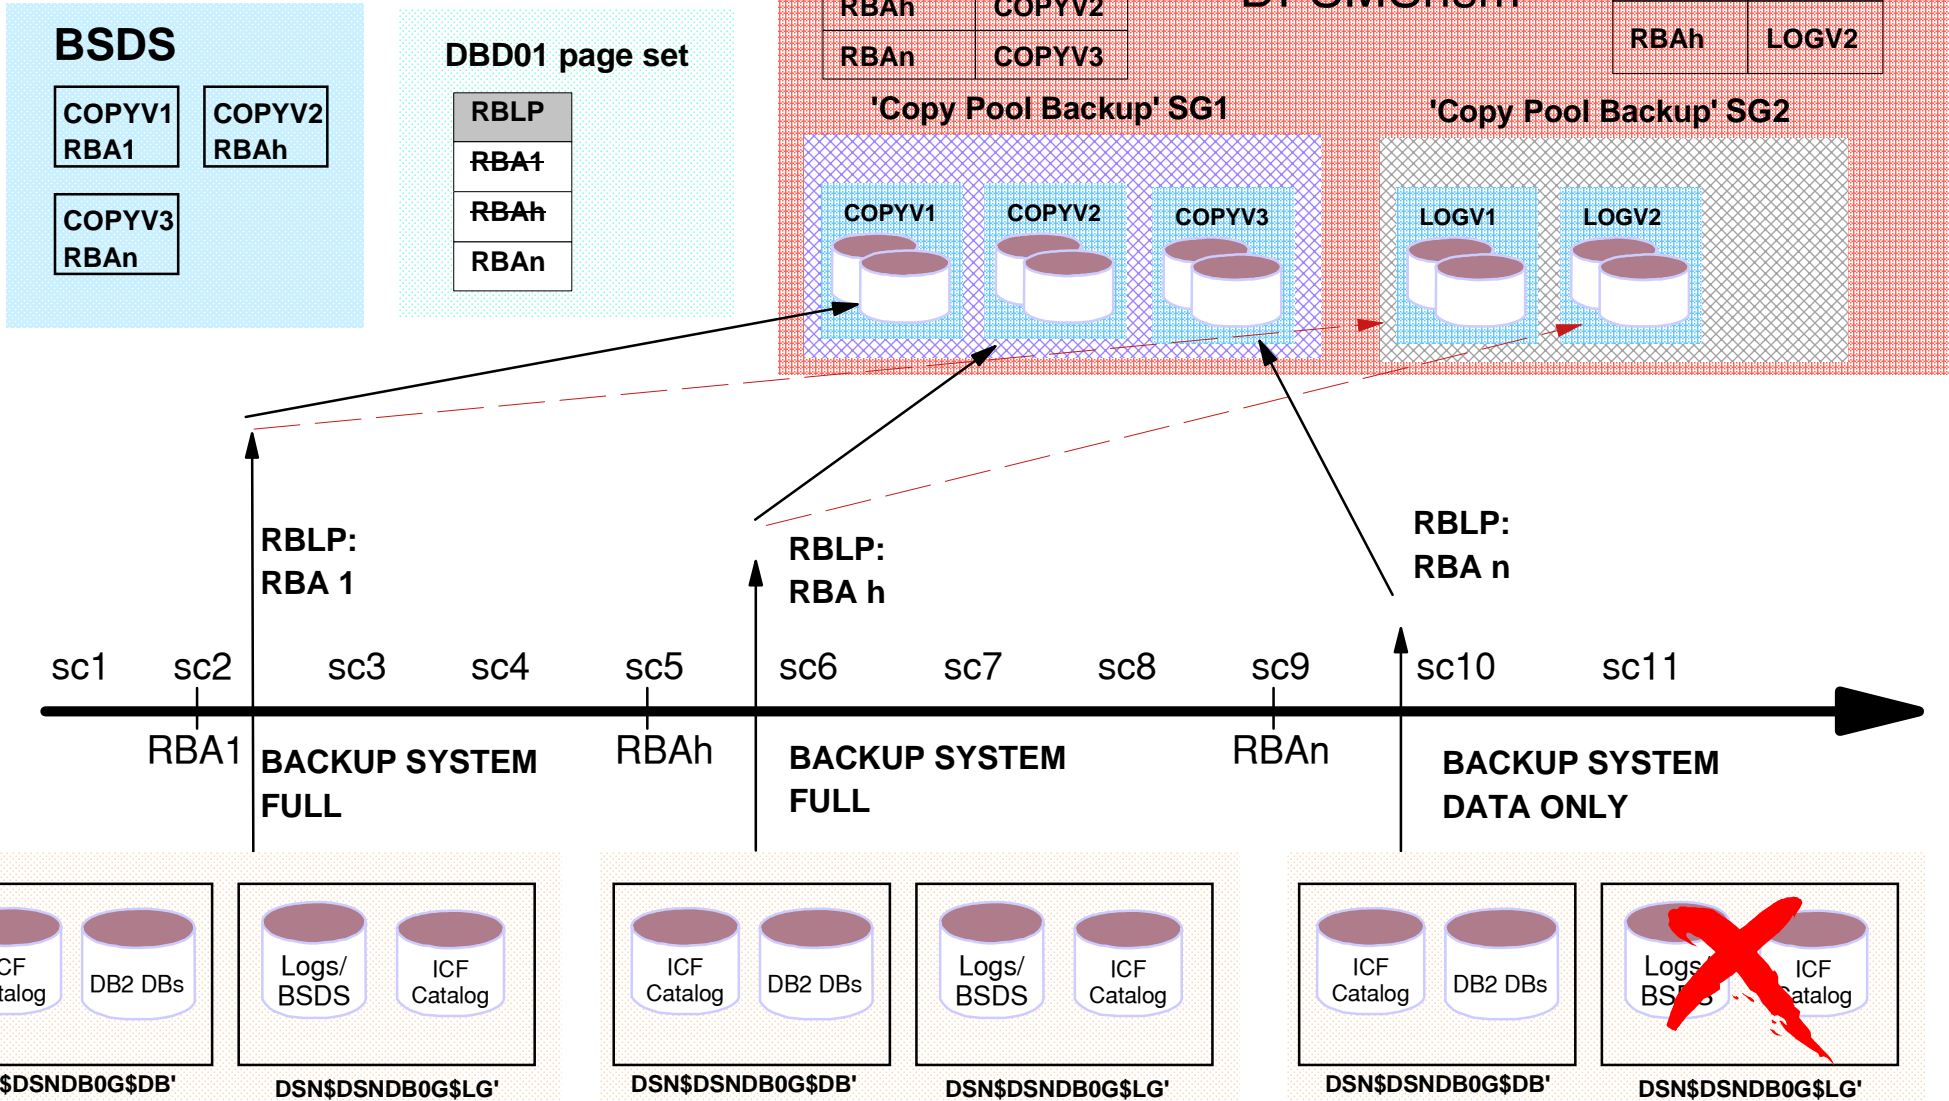 BSDS
COPYV1
RBA1
COPYV2
RBAh
COPYV3
RBAn
DBD01 page set
RBLP
RBA1
RBAh
RBAn
RBAh COPYV2
RBAn COPYV3
RBAh LOGV2
'Copy Pool Backup' SG1
'Copy Pool Backup' SG2
COPYV1
COPYV2
COPYV3
LOGV1
LOGV2
RBLP:
RBA 1
RBLP:
RBA h
RBLP:
RBA n
sc1 sc2 sc3 sc4 sc5 sc6 sc7 sc8 sc9 sc10 sc11
RBA1
RBAh
RBAn
BACKUP SYSTEM
FULL
BACKUP SYSTEM
FULL
BACKUP SYSTEM
DATA ONLY
DB2 DBs
Logs/
BSDS
ICF
Catalog
ICF
Catalog
DB2 DBs
Logs/
BSDS
ICF
Catalog
ICF
Catalog
DB2 DBs
ICF
$DSNDB0G$DB'
DSN$DSNDB0G$LG'
DSN$DSNDB0G$DB'
DSN$DSNDB0G$LG'
DSN$DSNDB0G$DB'
DSN$DSNDB0G$LG'